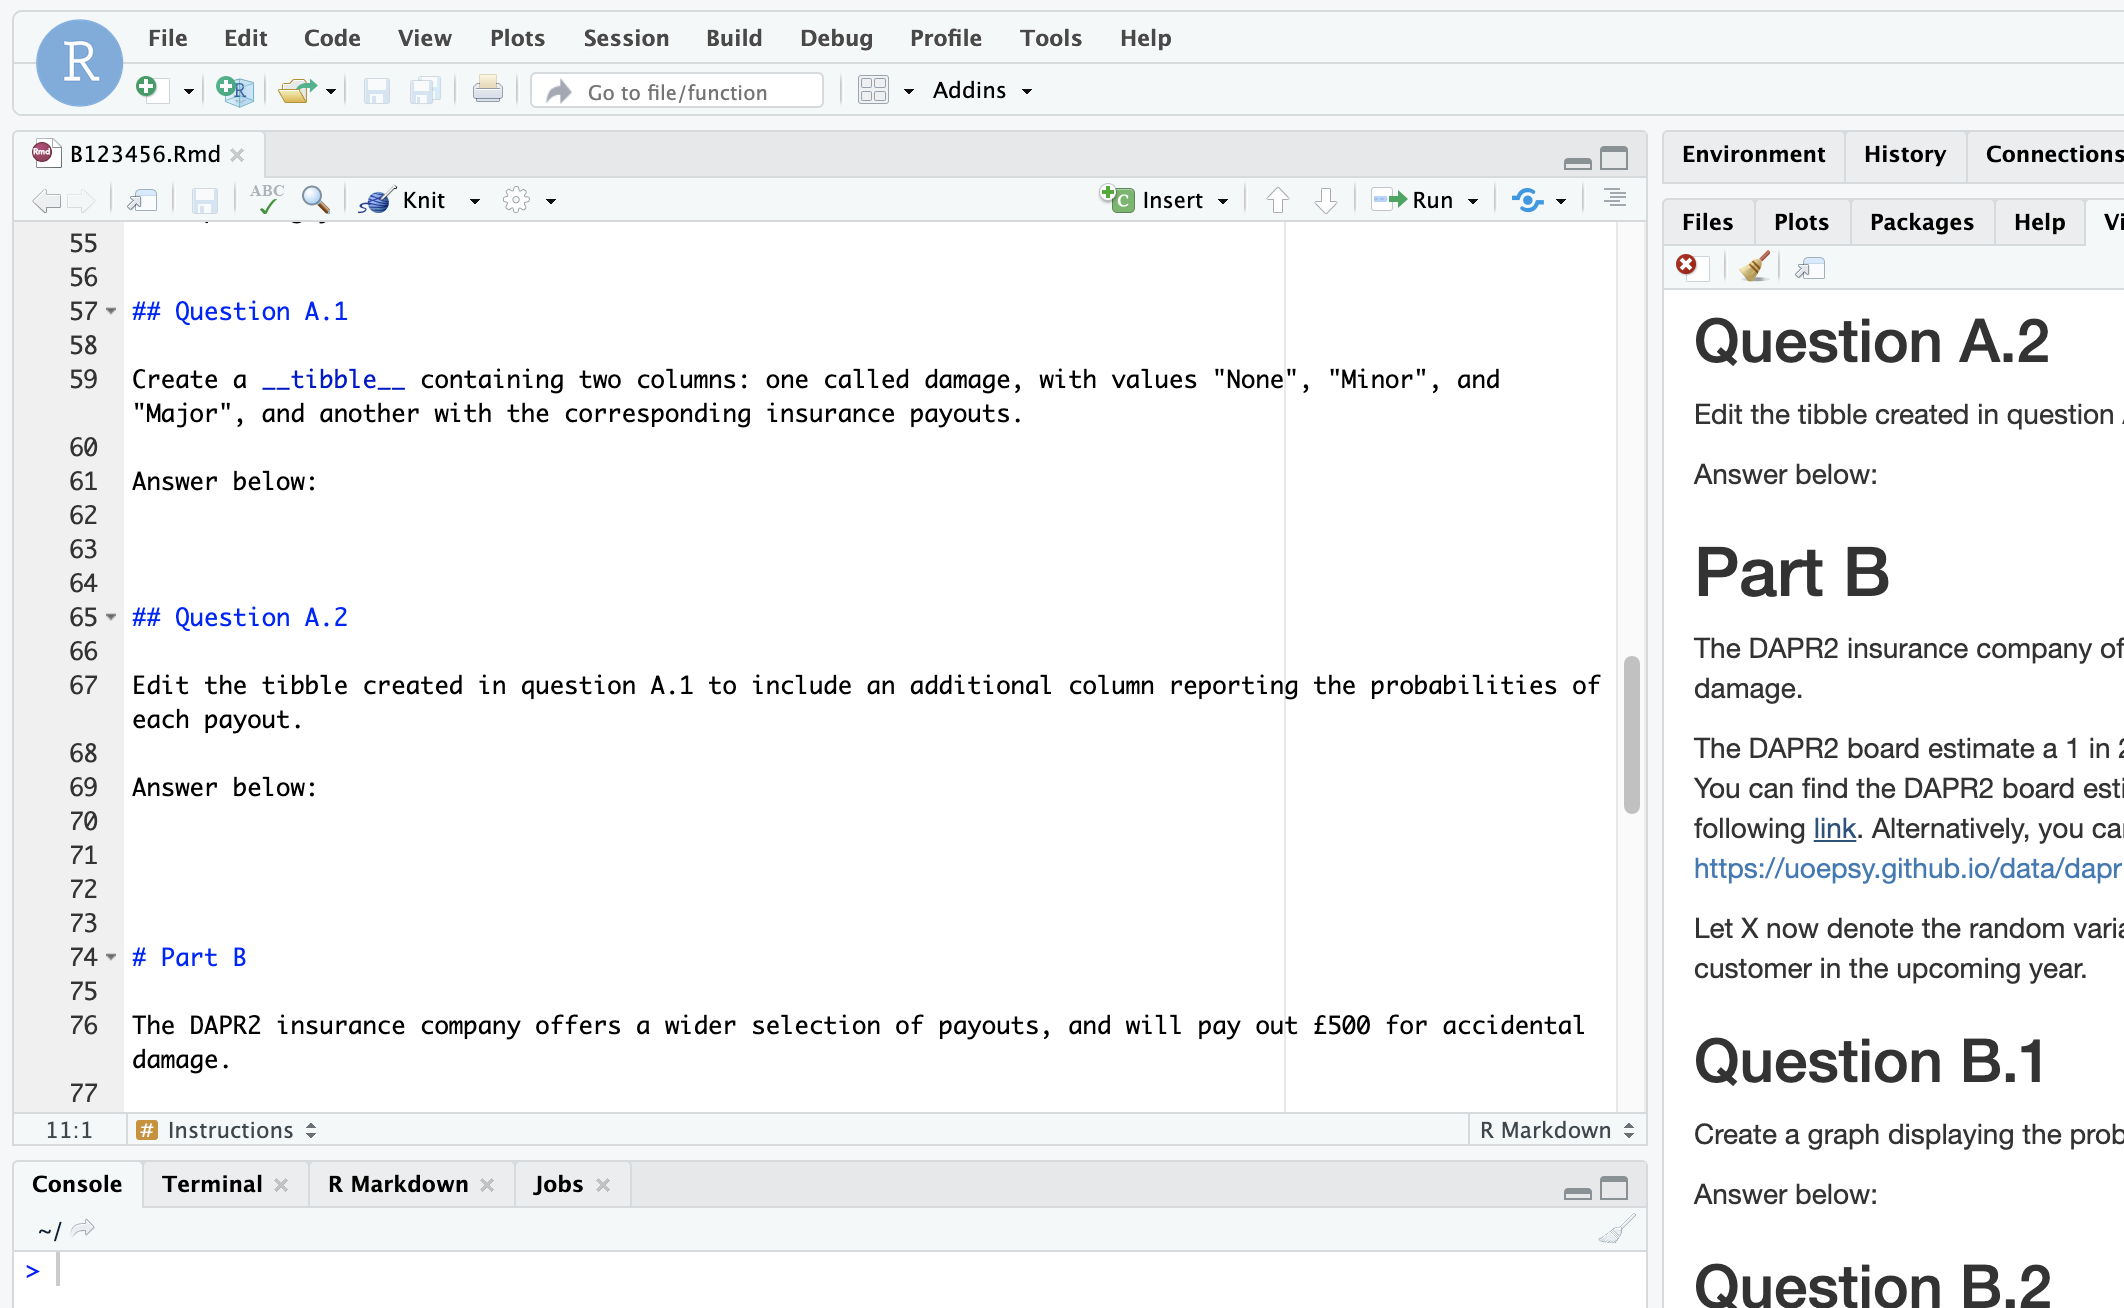 R
File Edit Code View Plots Session Build Debug Profile Tools Help
R Go to file/function Addins
Rmd B123456.Rmd
ABC Knit C Insert Run
55
56
57 ## Question A.1
58
59 Create a __tibble__ containing two columns: one called damage, with values "None", "Minor", and
"Major", and another with the corresponding insurance payouts.
60
61 Answer below:
62
63
64
65 ## Question A.2
66
67 Edit the tibble created in question A.1 to include an additional column reporting the probabilities of
each payout.
68
69 Answer below:
70
71
72
73
74 # Part B
75
76 The DAPR2 insurance company offers a wider selection of payouts, and will pay out £500 for accidental
damage.
77
11:1 # Instructions R Markdown
Console Terminal R Markdown Jobs
~/
>
Environment History Connections
Files Plots Packages Help
Question A.2
Edit the tibble created in question
Answer below:
Part B
The DAPR2 insurance company of
damage.
The DAPR2 board estimate a 1 in
You can find the DAPR2 board esti
following link. Alternatively, you ca
https://uoepsy.github.io/data/dapr
Let X now denote the random varia
customer in the upcoming year.
Question B.1
Create a graph displaying the prob
Answer below:
Question B.2